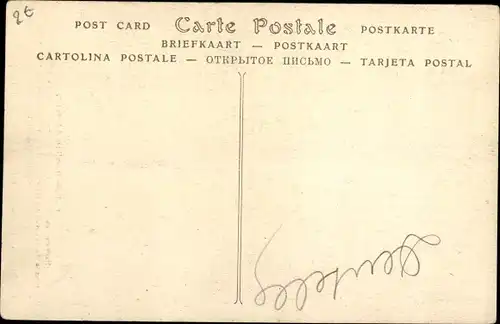 POST CARD Carte Postale POSTKARTE
BRIEFKAART — POSTKAART
CARTOLINA POSTALE — ОТКРЫТОЕ ПИСЬМО — TARJETA POSTAL